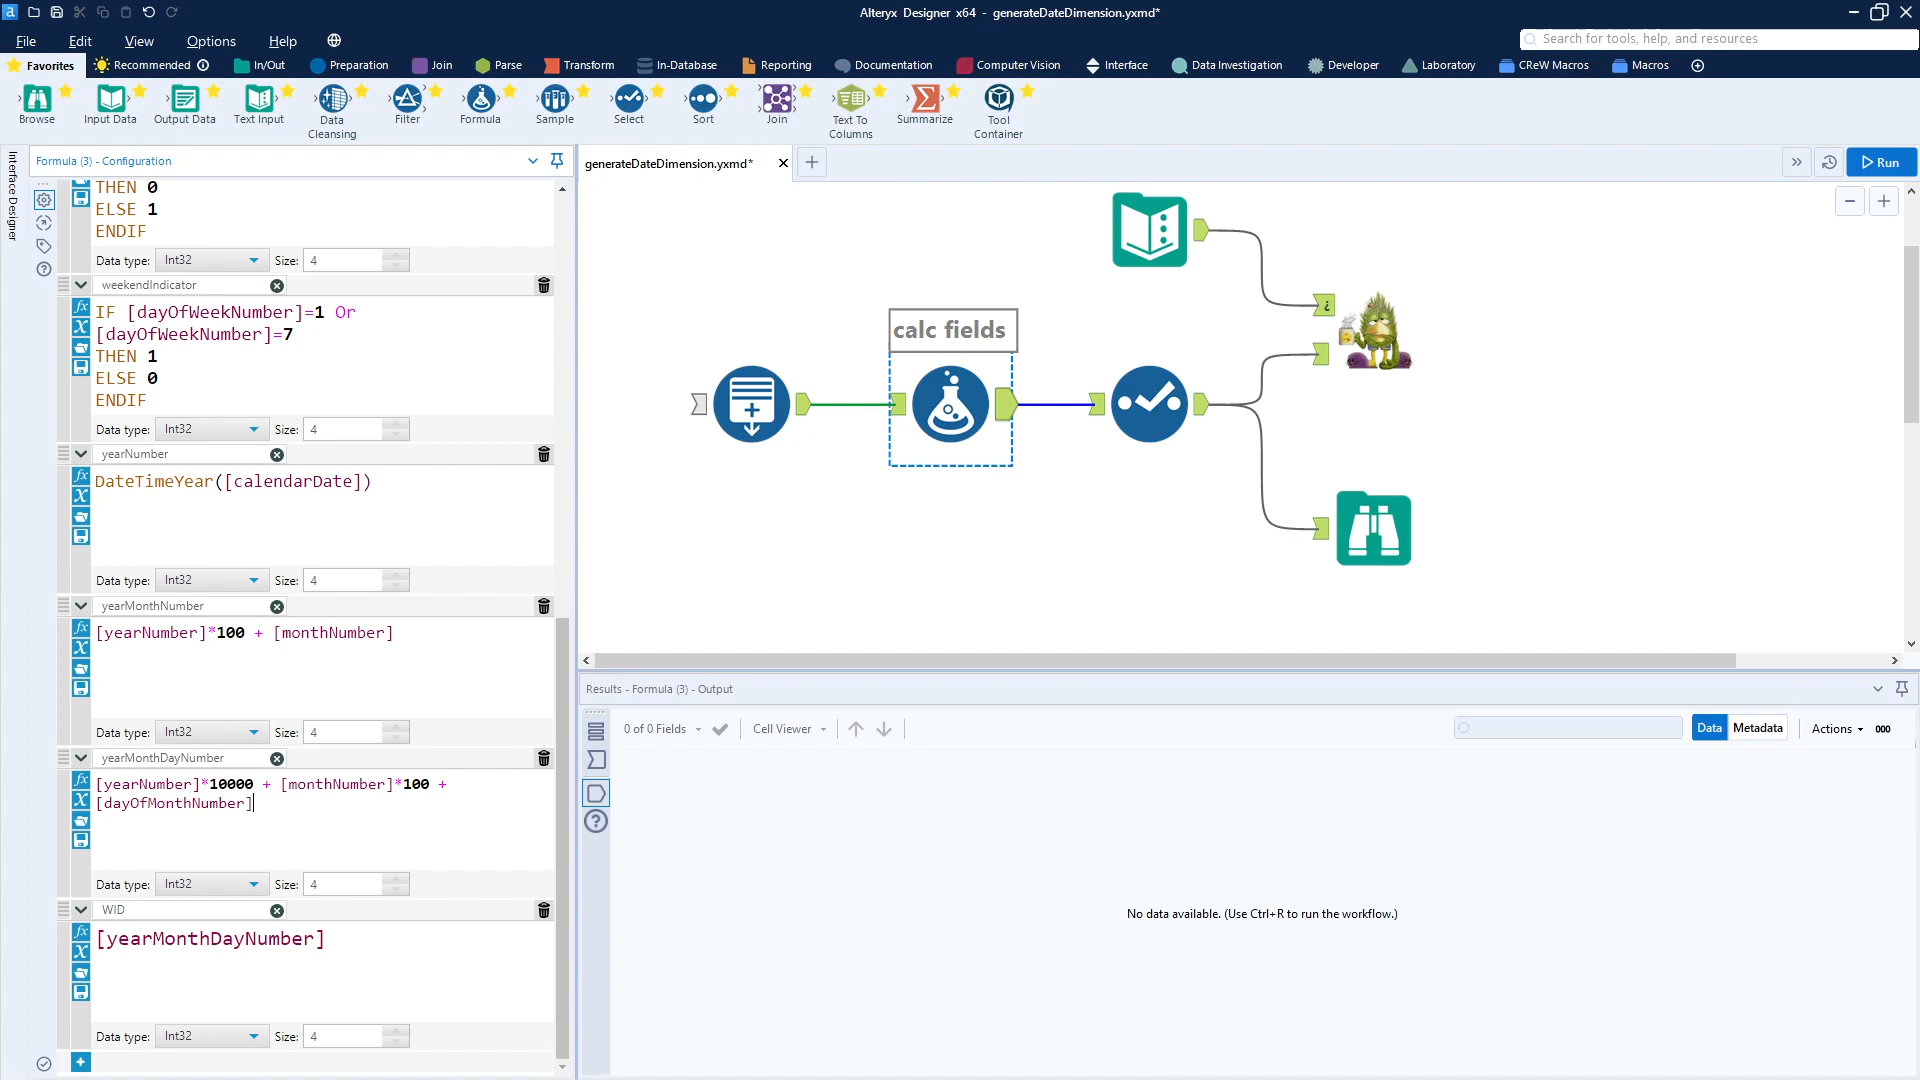 Alteryx Designer x64 - generateDateDimension.yxmd*
File Edit View Options Help
Search for tools, help, and resources
Favorites Recommended In/Out Preparation Join Parse Transform In-Database Reporting Documentation Computer Vision Interface Data Investigation Developer Laboratory CReW Macros Macros
Browse Input Data Output Data Text Input Data Cleansing Filter Formula Sample Select Sort Join Text To Columns Summarize Tool Container
Interface Designer
Formula (3) - Configuration
THEN 0
ELSE 1
ENDIF
Data type: Int32 Size: 4
weekendIndicator
IF [dayOfWeekNumber]=1 Or
[dayOfWeekNumber]=7
THEN 1
ELSE 0
ENDIF
Data type: Int32 Size: 4
yearNumber
DateTimeYear([calendarDate])
Data type: Int32 Size: 4
yearMonthNumber
[yearNumber]*100 + [monthNumber]
Data type: Int32 Size: 4
yearMonthDayNumber
[yearNumber]*10000 + [monthNumber]*100 +
[dayOfMonthNumber]
Data type: Int32 Size: 4
WID
[yearMonthDayNumber]
Data type: Int32 Size: 4
generateDateDimension.yxmd*
Run
calc fields
Results - Formula (3) - Output
0 of 0 Fields Cell Viewer Data Metadata Actions 000
No data available. (Use Ctrl+R to run the workflow.)